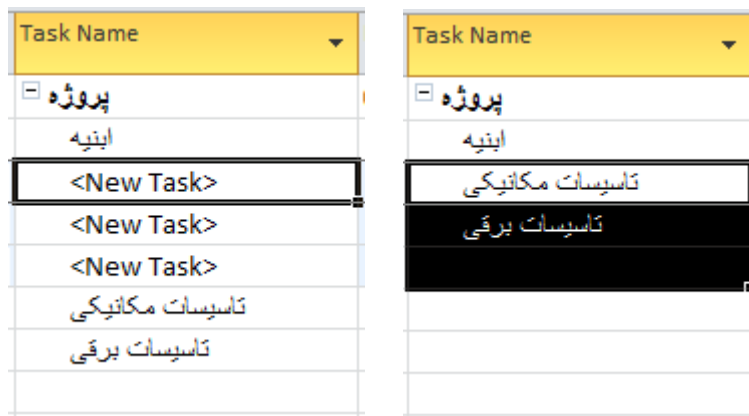 Task Name
پروژه
ابنیه
<New Task>
<New Task>
<New Task>
تاسیسات مکانیکی
تاسیسات برقی
Task Name
پروژه
ابنیه
تاسیسات مکانیکی
تاسیسات برقی